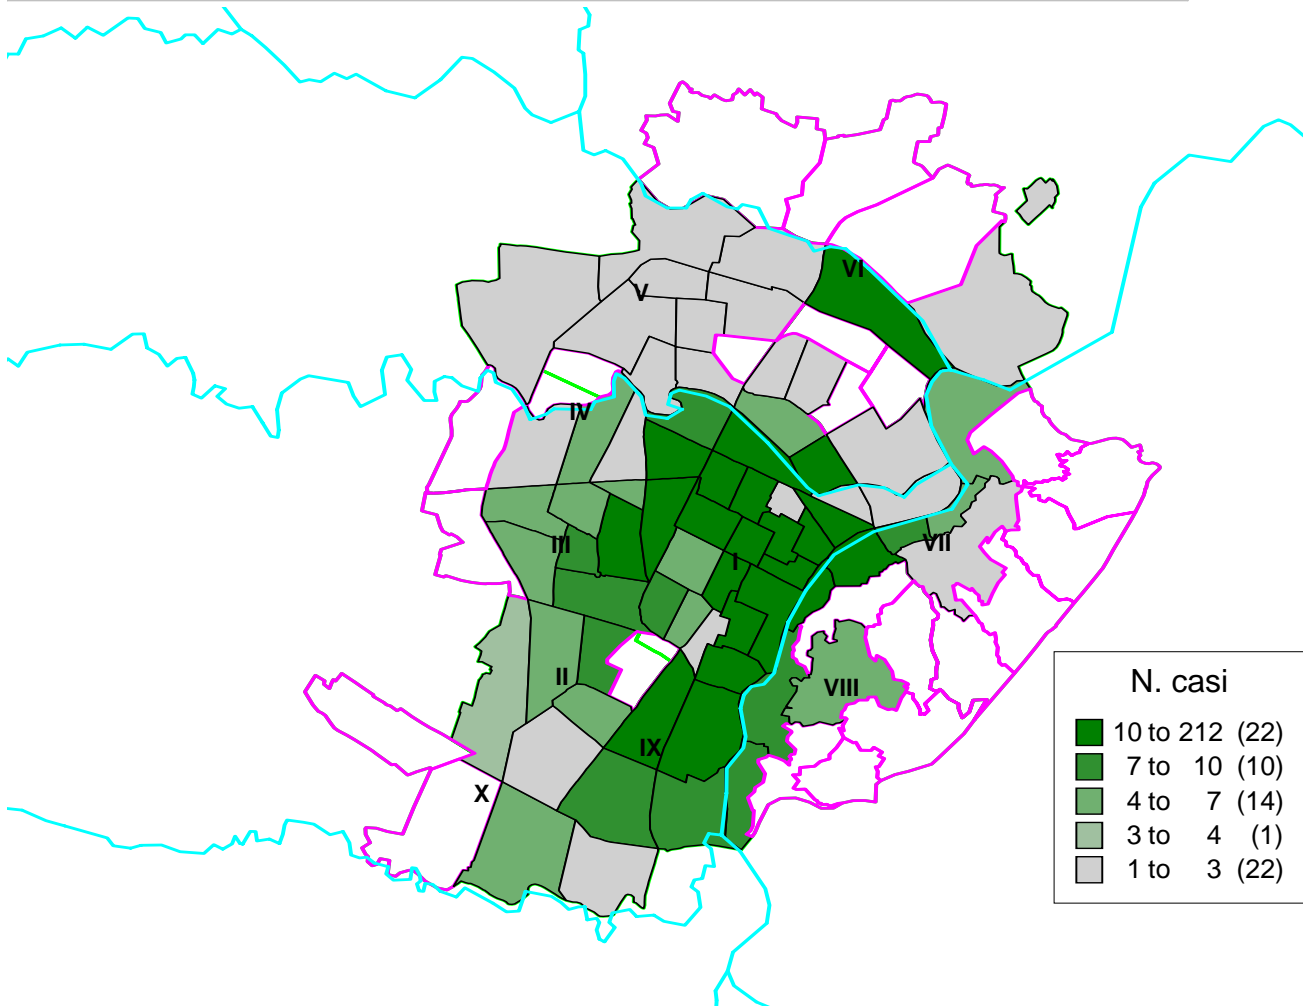 VI
V
IV
III
VII
I
II
VIII
IX
X
N. casi
10 to 212 (22)
7 to 10 (10)
4 to 7 (14)
3 to 4 (1)
1 to 3 (22)